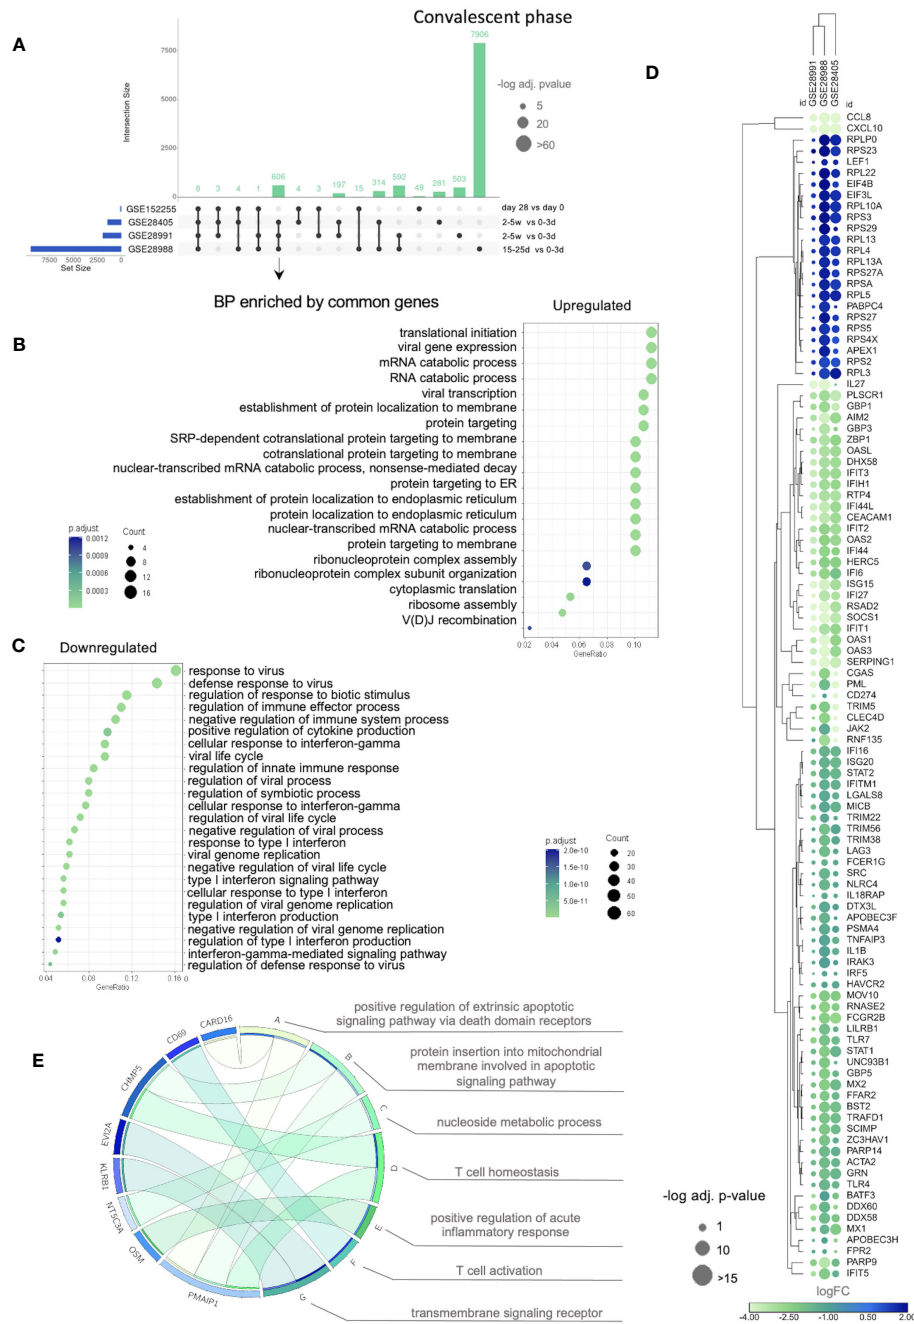 Convalescent phase
A
7906
7500
5000
2500
0
Intersection Size
-log adj. pvalue
5
20
>60
8
3
4
1
606
4
3
197
15
314
592
49
281
503
GSE152255
day 28 vs day 0
GSE28405
2-5w vs 0-3d
GSE28991
2-5w vs 0-3d
GSE28988
15-25d vs 0-3d
7500 5000 2500 0
Set Size
BP enriched by common genes
B
Upregulated
translational initiation
viral gene expression
mRNA catabolic process
RNA catabolic process
viral transcription
establishment of protein localization to membrane
protein targeting
SRP-dependent cotranslational protein targeting to membrane
cotranslational protein targeting to membrane
nuclear-transcribed mRNA catabolic process, nonsense-mediated decay
protein targeting to ER
establishment of protein localization to endoplasmic reticulum
protein localization to endoplasmic reticulum
nuclear-transcribed mRNA catabolic process
protein targeting to membrane
ribonucleoprotein complex assembly
ribonucleoprotein complex subunit organization
cytoplasmic translation
ribosome assembly
V(D)J recombination
0.02 0.04 0.06 0.08 0.10
GeneRatio
p.adjust
0.0012
0.0009
0.0006
0.0003
Count
4
8
12
16
C
Downregulated
response to virus
defense response to virus
regulation of response to biotic stimulus
regulation of immune effector process
negative regulation of immune system process
positive regulation of cytokine production
cellular response to interferon-gamma
viral life cycle
regulation of innate immune response
regulation of viral process
regulation of symbiotic process
cellular response to interferon-gamma
regulation of viral life cycle
negative regulation of viral process
response to type I interferon
viral genome replication
negative regulation of viral life cycle
type I interferon signaling pathway
cellular response to type I interferon
regulation of viral genome replication
type I interferon production
negative regulation of viral genome replication
regulation of type I interferon production
interferon-gamma-mediated signaling pathway
regulation of defense response to virus
0.04 0.08 0.12 0.16 0
GeneRatio
p.adjust
2.0e-10
1.5e-10
1.0e-10
5.0e-11
Count
20
30
40
50
60
D
GSE28991
GSE28988
GSE28405
id
id
CCL8
CXCL10
RPLP0
RPS23
LEF1
RPL22
EIF4B
EIF3L
RPL10A
RPS3
RPS29
RPL13
RPL4
RPL13A
RPS27A
RPSA
RPL5
PABPC4
RPS27
RPS5
RPS4X
APEX1
RPS2
RPL3
IL27
PLSCR1
GBP1
AIM2
GBP3
ZBP1
OASL
DHX58
IFIT3
IFIH1
RTP4
IFI44L
CEACAM1
IFIT2
OAS2
IFI44
HERC5
IFI6
ISG15
IFI27
RSAD2
SOCS1
IFIT1
OAS1
OAS3
SERPING1
CGAS
PML
CD274
TRIM5
CLEC4D
JAK2
RNF135
IFI16
ISG20
STAT2
IFITM1
LGALS8
MICB
TRIM22
TRIM56
TRIM38
LAG3
FCER1G
SRC
NLRC4
IL18RAP
DTX3L
APOBEC3F
PSMA4
TNFAIP3
IL1B
IRAK3
IRF5
HAVCR2
MOV10
RNASE2
FCGR2B
LILRB1
TLR7
STAT1
UNC93B1
GBP5
MX2
FFAR2
BST2
TRAFD1
SCIMP
ZC3HAV1
PARP14
ACTA2
GRN
TLR4
BATF3
DDX60
DDX58
MX1
APOBEC3H
FPR2
PARP9
IFIT5
-log adj. p-value
1
10
>15
logFC
-4.00 -2.50 0.50 2.00
E
CARD16
CD69
CHMP5
EVI2A
KLRB1
NT5C3A
OSM
PMAIP1
A
B
C
D
E
F
G
positive regulation of extrinsic apoptotic
signaling pathway via death domain receptors
protein insertion into mitochondrial
membrane involved in apoptotic
signaling pathway
nucleoside metabolic process
T cell homeostasis
positive regulation of acute
inflammatory response
T cell activation
transmembrane signaling receptor